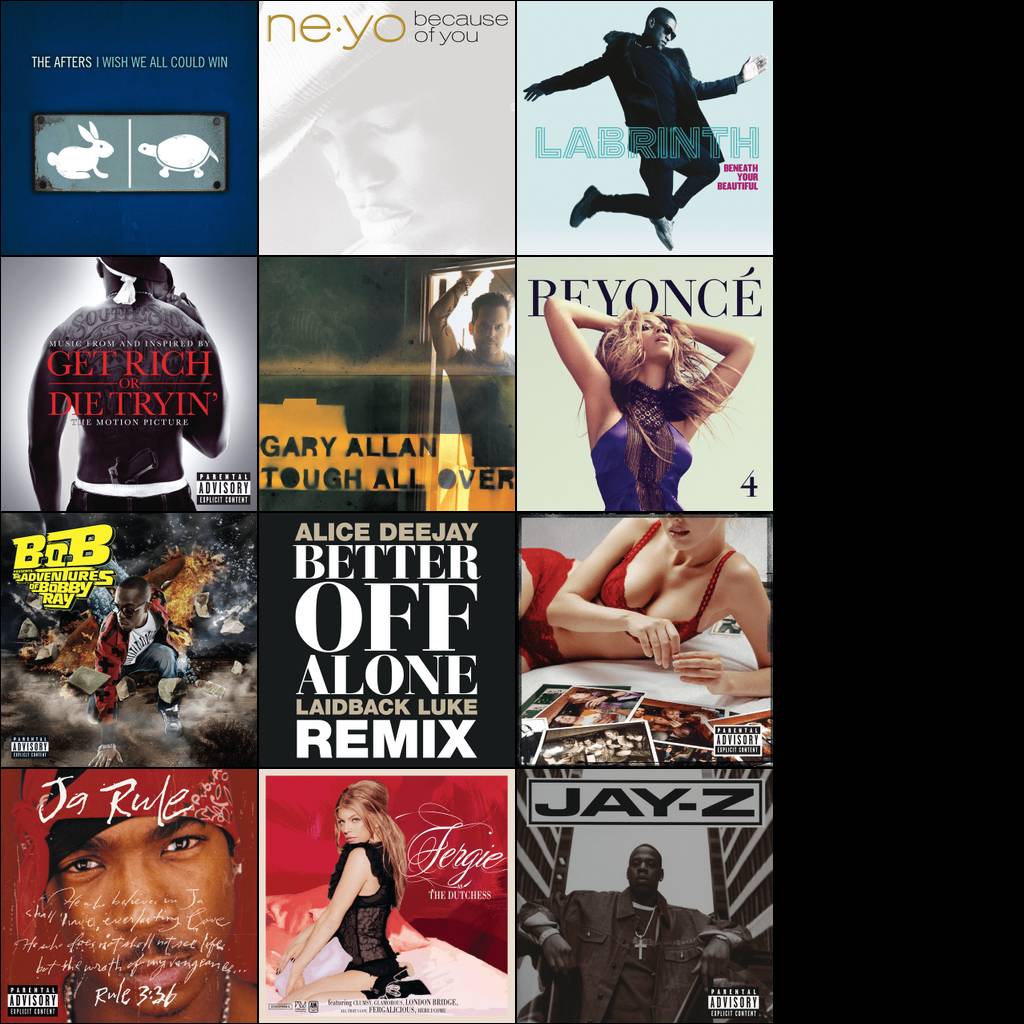 THE AFTERS I WISH WE ALL COULD WIN
ne·yo because
of you
LABRINTH
BENEATH
YOUR
BEAUTIFUL
SOUTH SIDE
MUSIC FROM AND INSPIRED BY
GET RICH
OR
DIE TRYIN'
THE MOTION PICTURE
PARENTAL
ADVISORY
EXPLICIT CONTENT
GARY ALLAN
TOUGH ALL OVER
BEYONCÉ
4
B.o.B
PRESENTS
THE ADVENTURES
OF BOBBY
RAY
PARENTAL
ADVISORY
EXPLICIT CONTENT
ALICE DEEJAY
BETTER
OFF
ALONE
LAIDBACK LUKE
REMIX
PARENTAL
ADVISORY
EXPLICIT CONTENT
Ja Rule
He who believes in Ja
shall have everlasting Love
He who does not shall not see life
but the wrath of my vengeance...
Rule 3:36
PARENTAL
ADVISORY
EXPLICIT CONTENT
Fergie
AS
THE DUTCHESS
featuring CLUMSY, GLAMOROUS, LONDON BRIDGE,
ALL THAT I GOT, FERGALICIOUS, HERE I COME
JAY-Z
PARENTAL
ADVISORY
EXPLICIT CONTENT